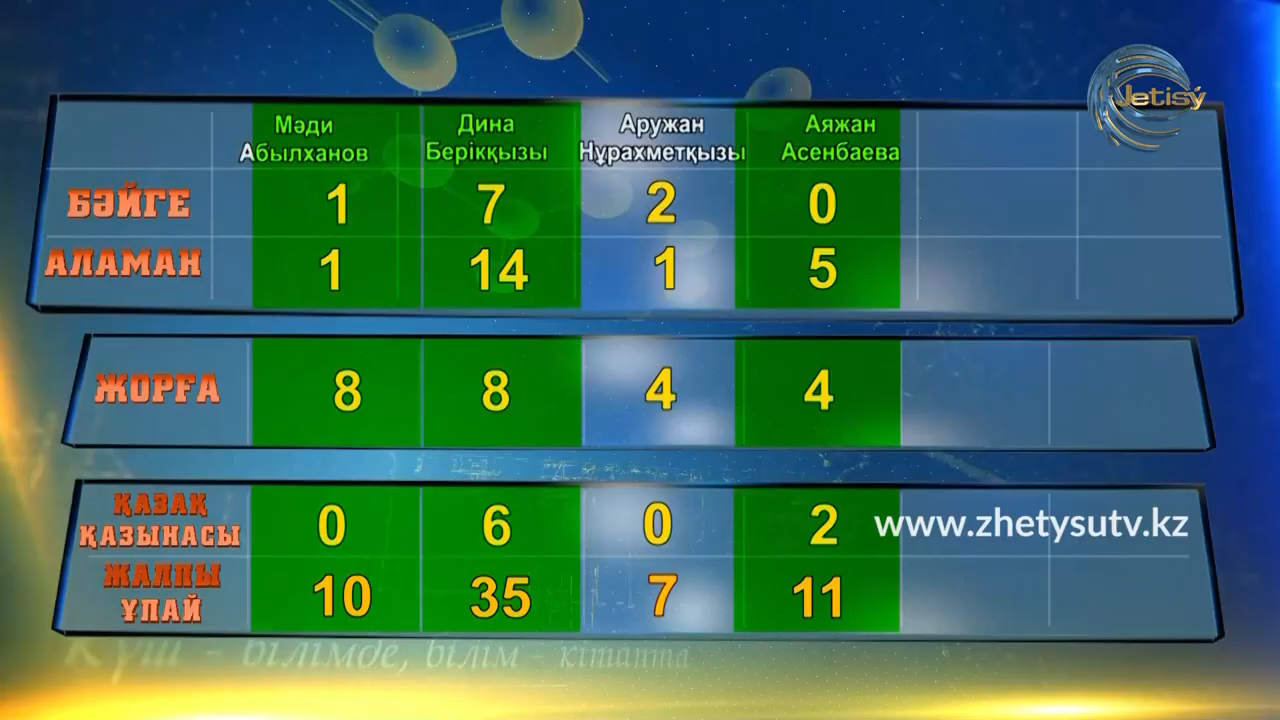 Jetisý
Мәди Абылханов
Дина Берікқызы
Аружан Нұрахметқызы
Аяжан Асенбаева
БӘЙГЕ 1 7 2 0
АЛАМАН 1 14 1 5
ЖОРҒА 8 8 4 4
ҚАЗАҚ ҚАЗЫНАСЫ 0 6 0 2
www.zhetysutv.kz
ЖАЛПЫ ҰПАЙ 10 35 7 11
Күш - білімде, білім - кітапта